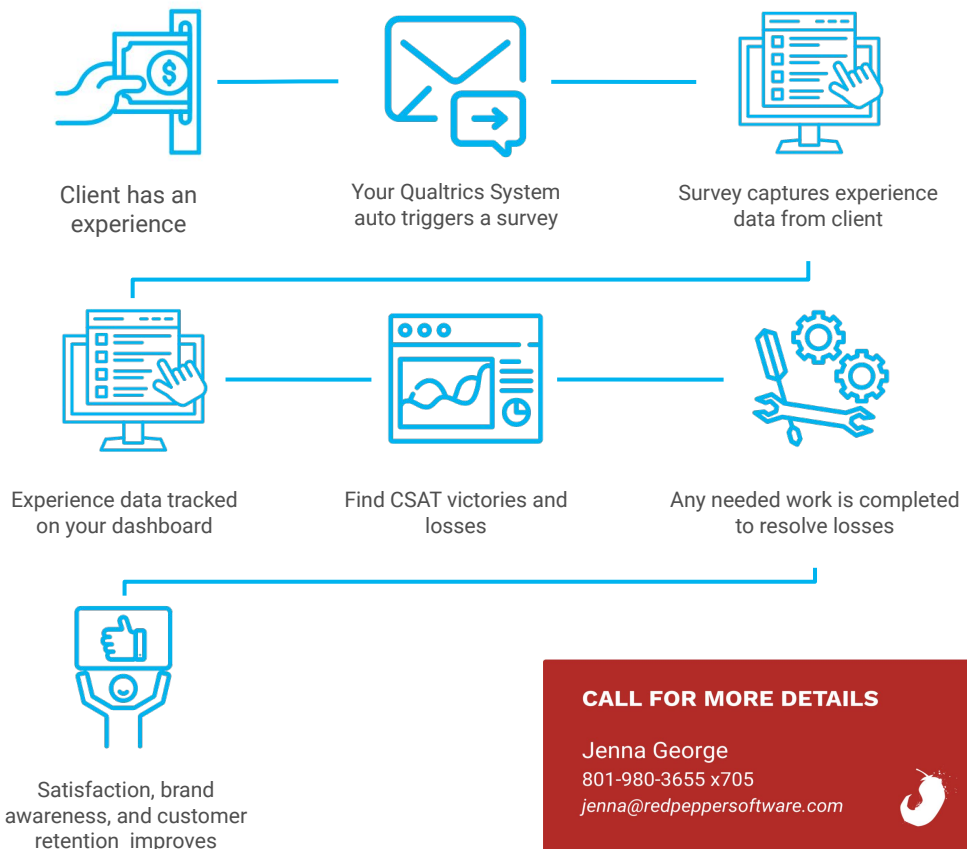 Client has an
experience
Your Qualtrics System
auto triggers a survey
Survey captures experience
data from client
Experience data tracked
on your dashboard
Find CSAT victories and
losses
Any needed work is completed
to resolve losses
Satisfaction, brand
awareness, and customer
retention improves
CALL FOR MORE DETAILS
Jenna George
801-980-3655 x705
jenna@redpeppersoftware.com